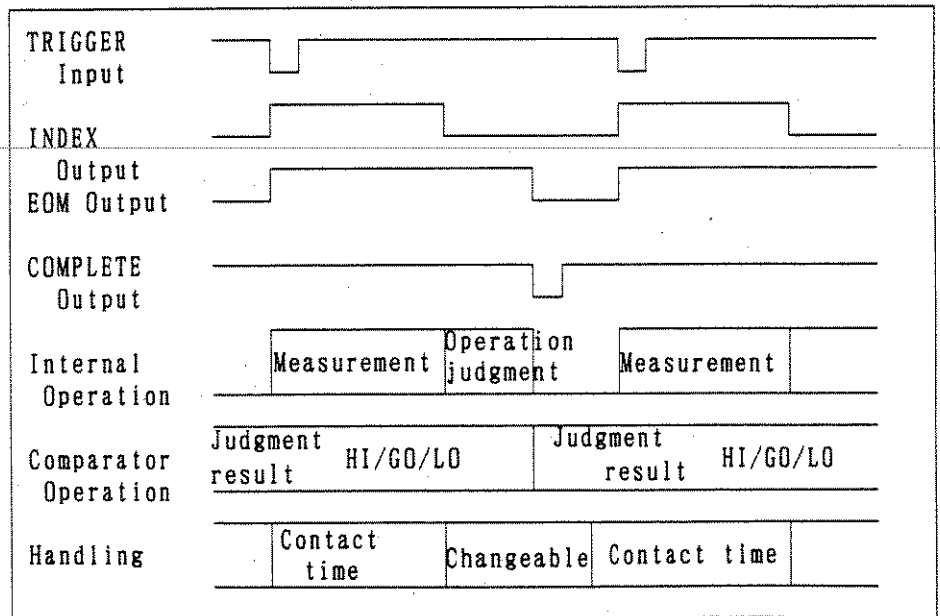 TRIGGER
Input
INDEX
Output
EOM Output
COMPLETE
Output
Internal
Operation
Measurement
Operation
judgment
Measurement
Comparator
Operation
Judgment
result HI/GO/LO
Judgment
result HI/GO/LO
Handling
Contact
time
Changeable
Contact time